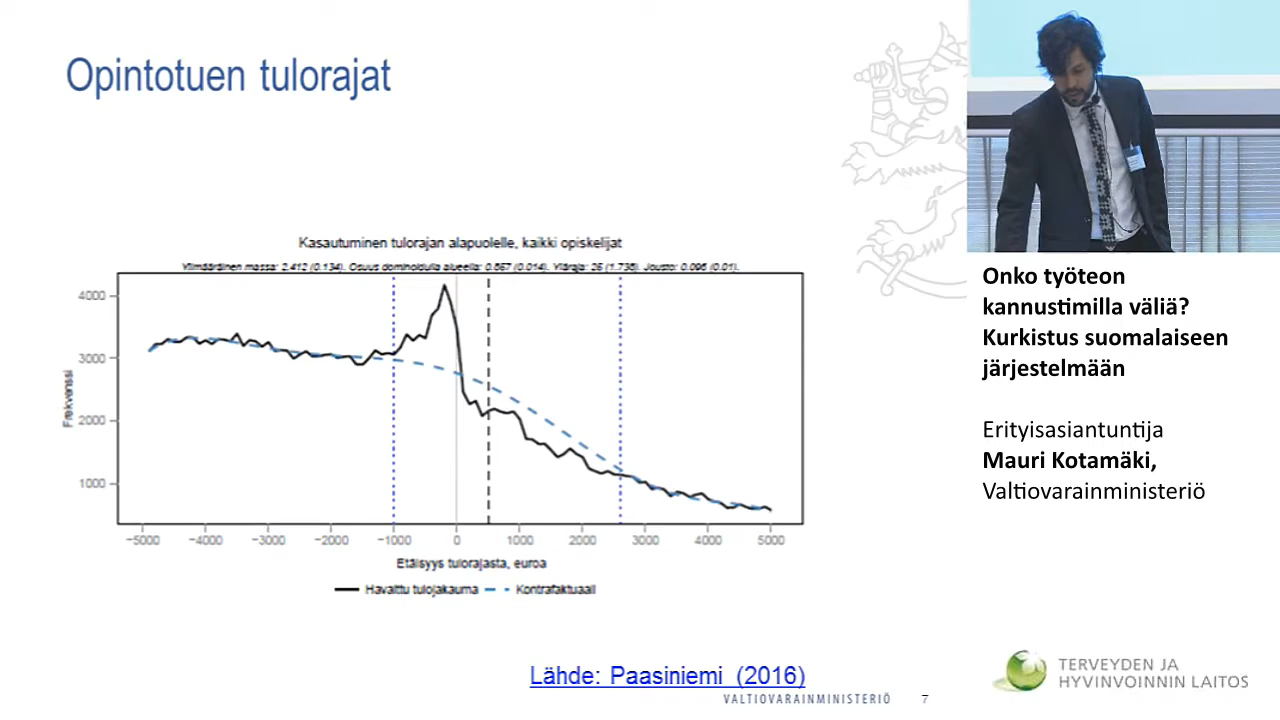 Opintotuen tulorajat
Kasautuminen tulorajan alapuolelle, kaikki opiskelijat
Ylimääräinen massa: 2.412 (0.134). Osuus dominoidulla alueella: 0.867 (0.014). Yläraja: 26 (1.738). Jousto: 0.096 (0.01).
4000
3000
2000
1000
Frekvenssi
−5000 −4000 −3000 −2000 −1000 0 1000 2000 3000 4000 5000
Etäisyys tulorajasta, euroa
Havaittu tulojakauma
Kontrafaktuaali
Lähde: Paasiniemi (2016)
VALTIOVARAINMINISTERIÖ 7
Onko työteon
kannustimilla väliä?
Kurkistus suomalaiseen
järjestelmään
Erityisasiantuntija
Mauri Kotamäki,
Valtiovarainministeriö
TERVEYDEN JA
HYVINVOINNIN LAITOS